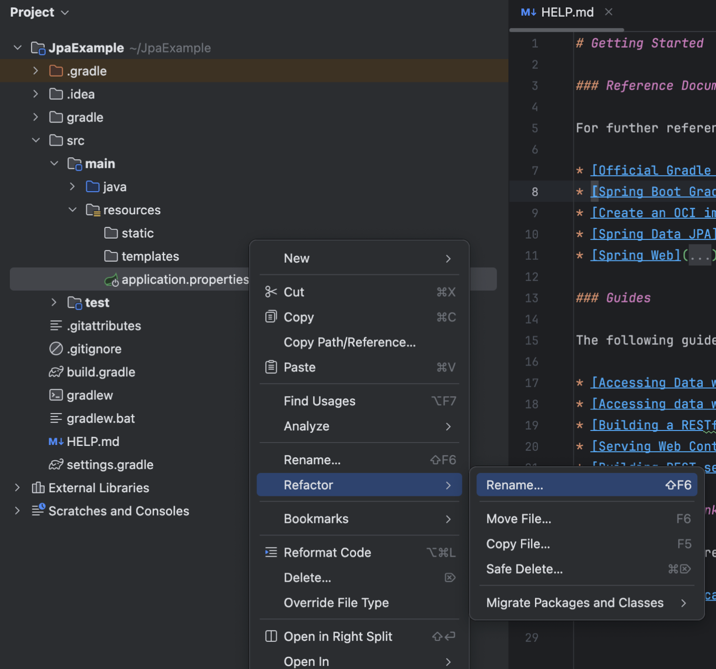 Project
HELP.md
JpaExample ~/JpaExample
.gradle
.idea
gradle
src
main
java
resources
static
templates
application.properties
test
.gitattributes
.gitignore
build.gradle
gradlew
gradlew.bat
M↓ HELP.md
settings.gradle
External Libraries
Scratches and Consoles
New
Cut ⌘X
Copy ⌘C
Copy Path/Reference...
Paste ⌘V
Find Usages ⌥F7
Analyze
Rename... ⇧F6
Refactor
Bookmarks
Reformat Code ⌥⌘L
Delete... ⌦
Override File Type
Open in Right Split ⇧⏎
Open In
Rename... ⇧F6
Move File... F6
Copy File... F5
Safe Delete... ⌘⌦
Migrate Packages and Classes
1 # Getting Started
2
3 ### Reference Docum
4
5 For further referen
6
7 * [Official Gradle
8 * [Spring Boot Grad
9 * [Create an OCI im
10 * [Spring Data JPA]
11 * [Spring Web](...)
12
13 ### Guides
14
15 The following guide
16
17 * [Accessing Data w
18 * [Accessing data w
19 * [Building a RESTf
20 * [Serving Web Cont
29